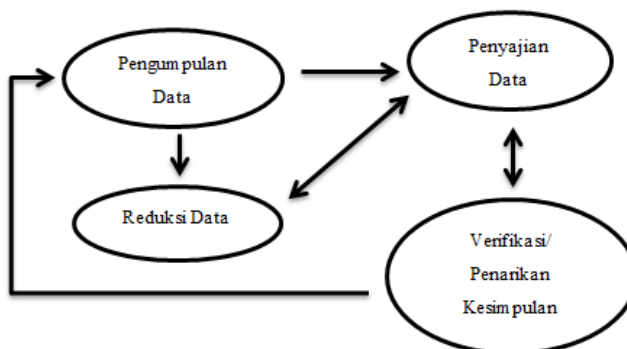 Pengumpulan
Data
Penyajian
Data
Reduksi Data
Verifikasi/
Penarikan
Kesimpulan